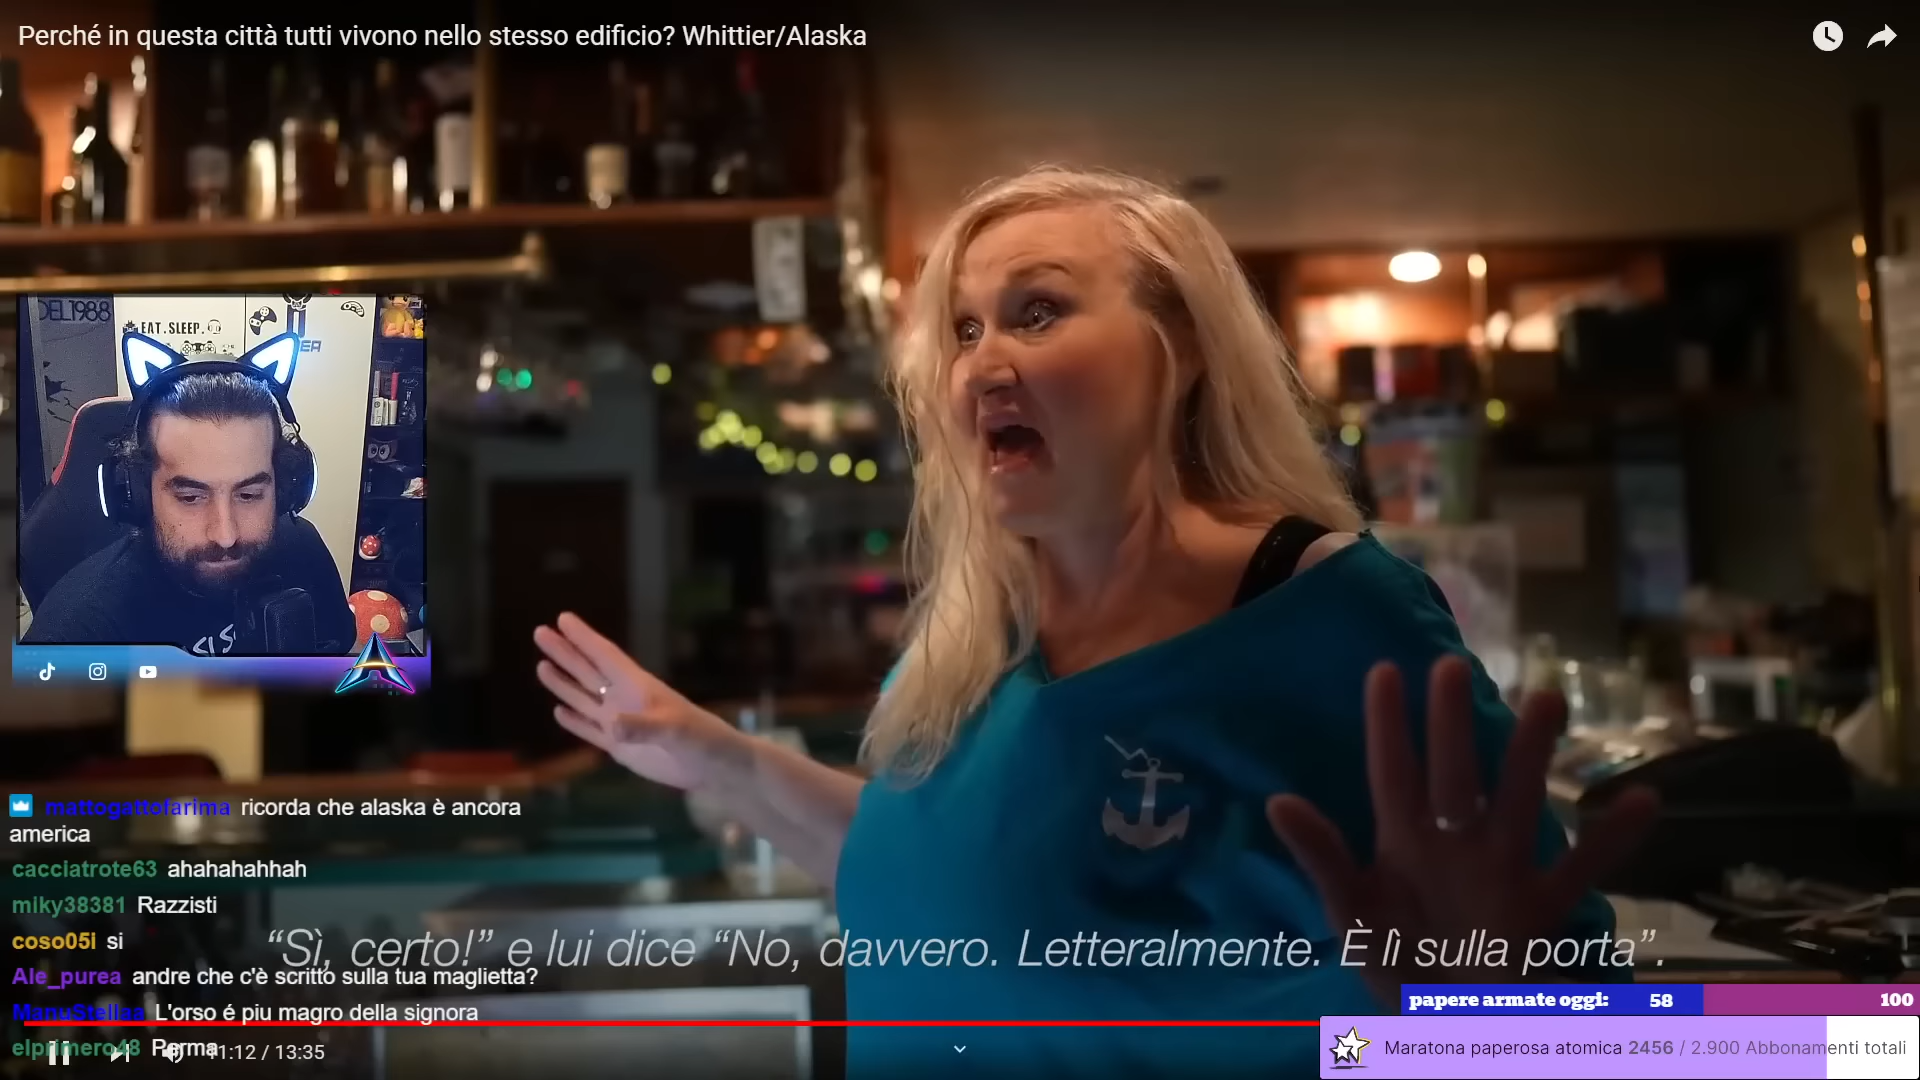 Perché in questa città tutti vivono nello stesso edificio? Whittier/Alaska
DEL1988
EAT.SLEEP.
mattogattofarima ricorda che alaska è ancora
america
cacciatrote63 ahahahahhah
miky38381 Razzisti
coso05i si
Ale_purea andre che c'è scritto sulla tua maglietta?
ManuStellaa L'orso é piu magro della signora
elprimero48 Perma
“Sì, certo!” e lui dice “No, davvero. Letteralmente. È lì sulla porta”.
papere armate oggi: 58 100
11:12 / 13:35
Maratona paperosa atomica 2456 / 2.900 Abbonamenti totali